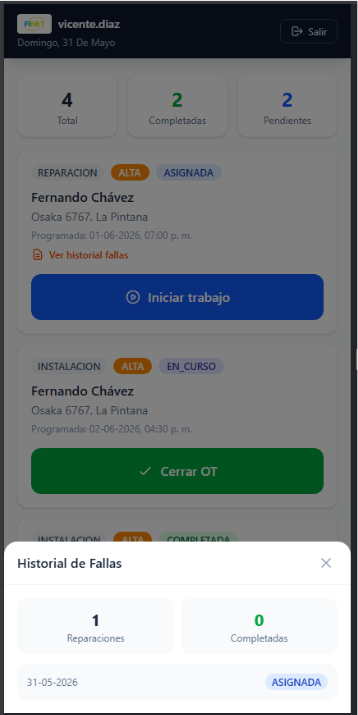 FiNET
vicente.diaz
Domingo, 31 De Mayo
Salir
4
Total
2
Completadas
2
Pendientes
REPARACION ALTA ASIGNADA
Fernando Chávez
Osaka 6767, La Pintana
Programada: 01-06-2026, 07:00 p. m.
Ver historial fallas
Iniciar trabajo
INSTALACION ALTA EN_CURSO
Fernando Chávez
Osaka 6767, La Pintana
Programada: 02-06-2026, 04:30 p. m.
Cerrar OT
INSTALACION ALTA COMPLETADA
Historial de Fallas
1
Reparaciones
0
Completadas
31-05-2026 ASIGNADA